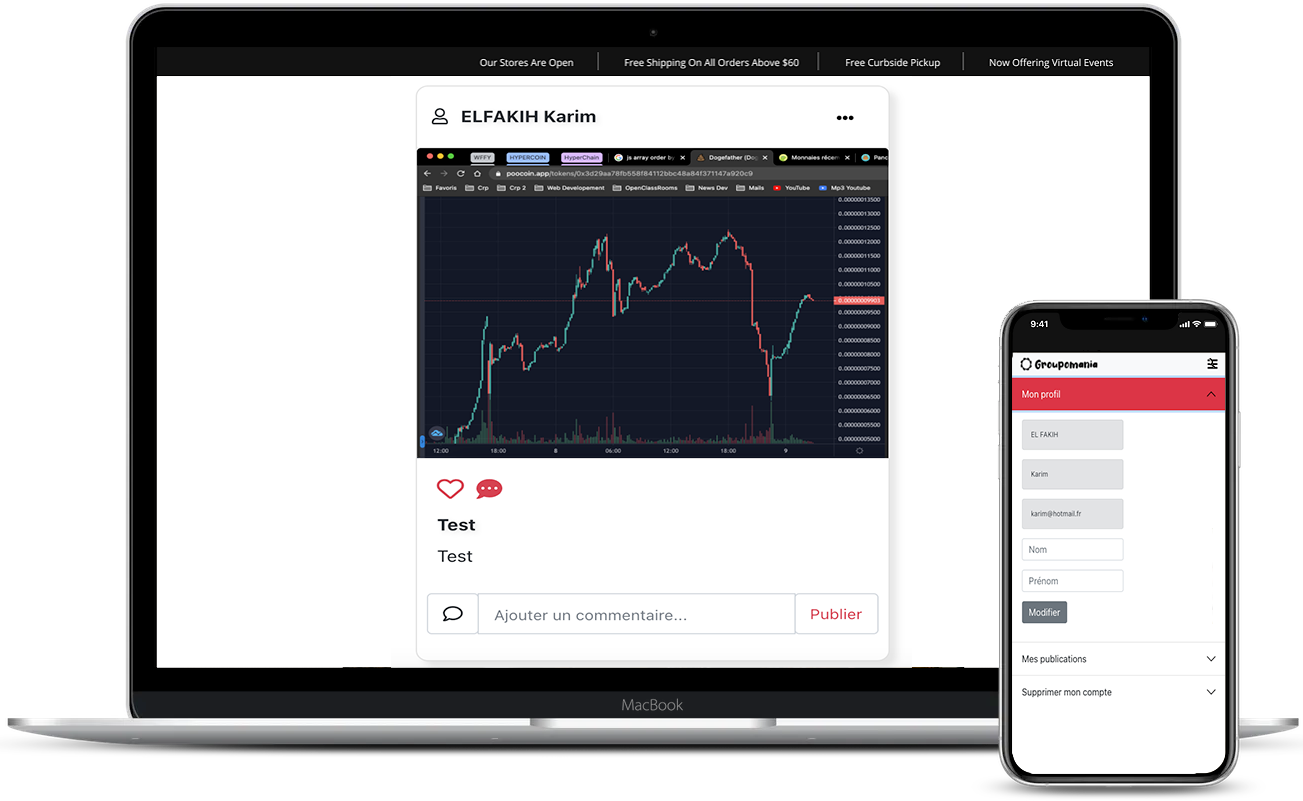 Our Stores Are Open
Free Shipping On All Orders Above $60
Free Curbside Pickup
Now Offering Virtual Events
ELFAKIH Karim
WFFY
HYPERCOIN
HyperChain
js array order by
Dogefather (Dog
Monnaies récen
Panc
poocoin.app/tokens/0x3d29aa78fb558f84112bbc48a84f371147a920c9
Favoris
Crp
Crp 2
Web Developement
OpenClassRooms
News Dev
Mails
YouTube
Mp3 Youtube
0.00000013500
0.00000013000
0.00000012500
0.00000012000
0.00000011500
0.00000011000
0.00000010500
0.00000009903
0.00000009500
0.00000009000
0.00000008500
0.00000008000
0.00000007500
0.00000007000
0.00000006500
0.00000006000
0.00000005500
0.00000005000
12:00
18:00
8
06:00
12:00
18:00
9
Test
Test
Ajouter un commentaire...
Publier
MacBook
9:41
Groupomania
Mon profil
EL FAKIH
Karim
karim@hotmail.fr
Nom
Prénom
Modifier
Mes publications
Supprimer mon compte